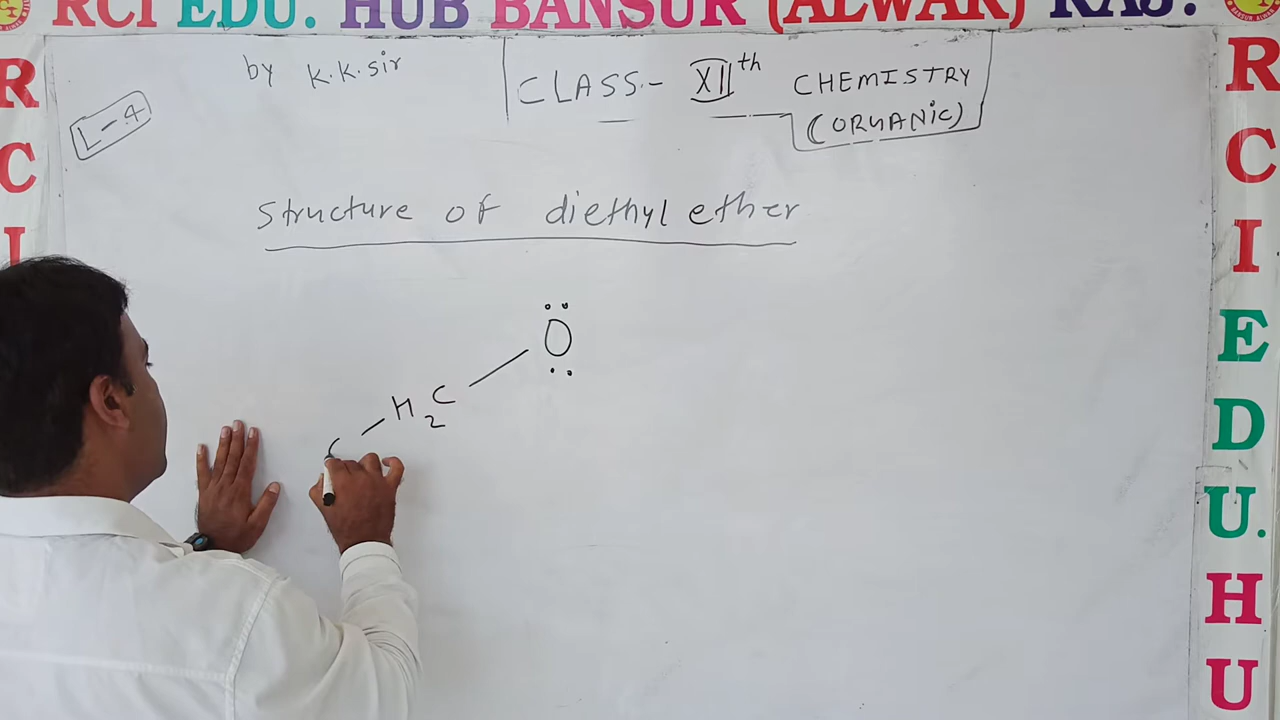 RCI EDU. HUB BANSUR (ALWAR) RAJ.
by K.K.sir
CLASS:- XIIth CHEMISTRY
(ORGANIC)
L-4
Structure of diethyl ether
O
H2C
C
R
C
I
R
C
I
E
D
U.
H
U